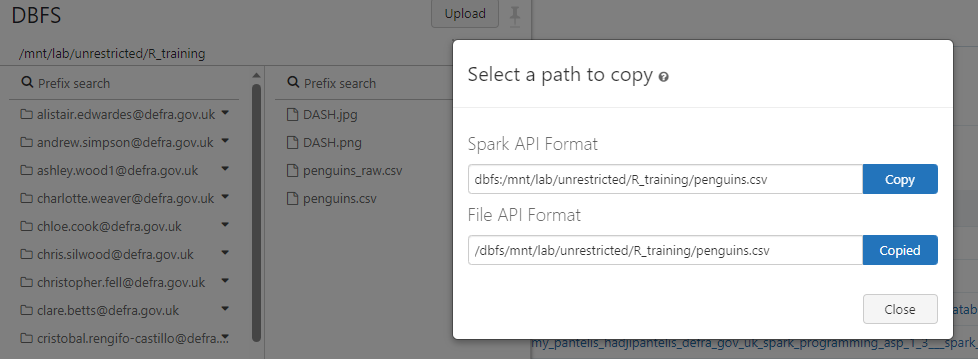 DBFS
Upload
/mnt/lab/unrestricted/R_training
Prefix search
Prefix search
alistair.edwardes@defra.gov.uk
DASH.jpg
andrew.simpson@defra.gov.uk
DASH.png
ashley.wood1@defra.gov.uk
penguins_raw.csv
charlotte.weaver@defra.gov.uk
penguins.csv
chloe.cook@defra.gov.uk
chris.silwood@defra.gov.uk
christopher.fell@defra.gov.uk
clare.betts@defra.gov.uk
cristobal.rengifo-castillo@defra....
Select a path to copy
Spark API Format
dbfs:/mnt/lab/unrestricted/R_training/penguins.csv
Copy
File API Format
/dbfs/mnt/lab/unrestricted/R_training/penguins.csv
Copied
Close
atab
my_pantelis_hadjipantelis_defra_gov_uk_spark_programming_asp_1_3___spark_